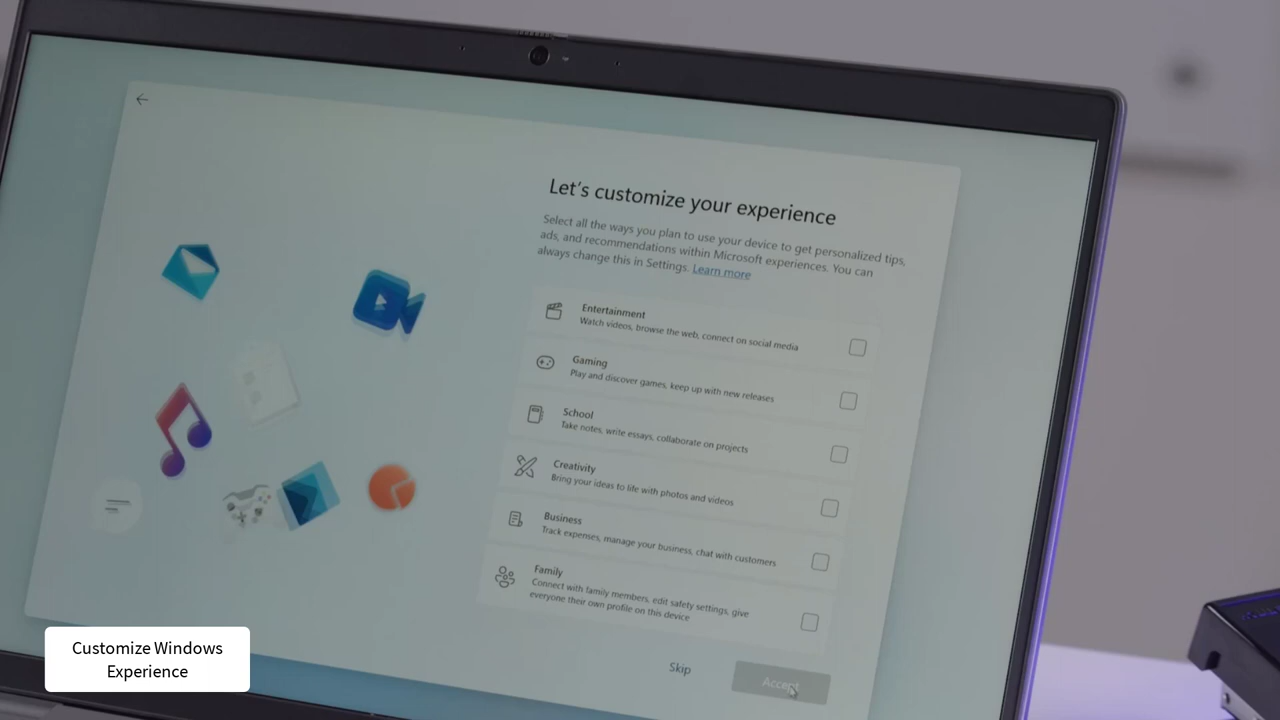 Let's customize your experience
Select all the ways you plan to use your device to get personalized tips,
ads, and recommendations within Microsoft experiences. You can
always change this in Settings. Learn more
Entertainment
Watch videos, browse the web, connect on social media
Gaming
Play and discover games, keep up with new releases
School
Take notes, write essays, collaborate on projects
Creativity
Bring your ideas to life with photos and videos
Business
Track expenses, manage your business, chat with customers
Family
Connect with family members, edit safety settings, give
everyone their own profile on this device
Skip
Accept
Customize Windows
Experience